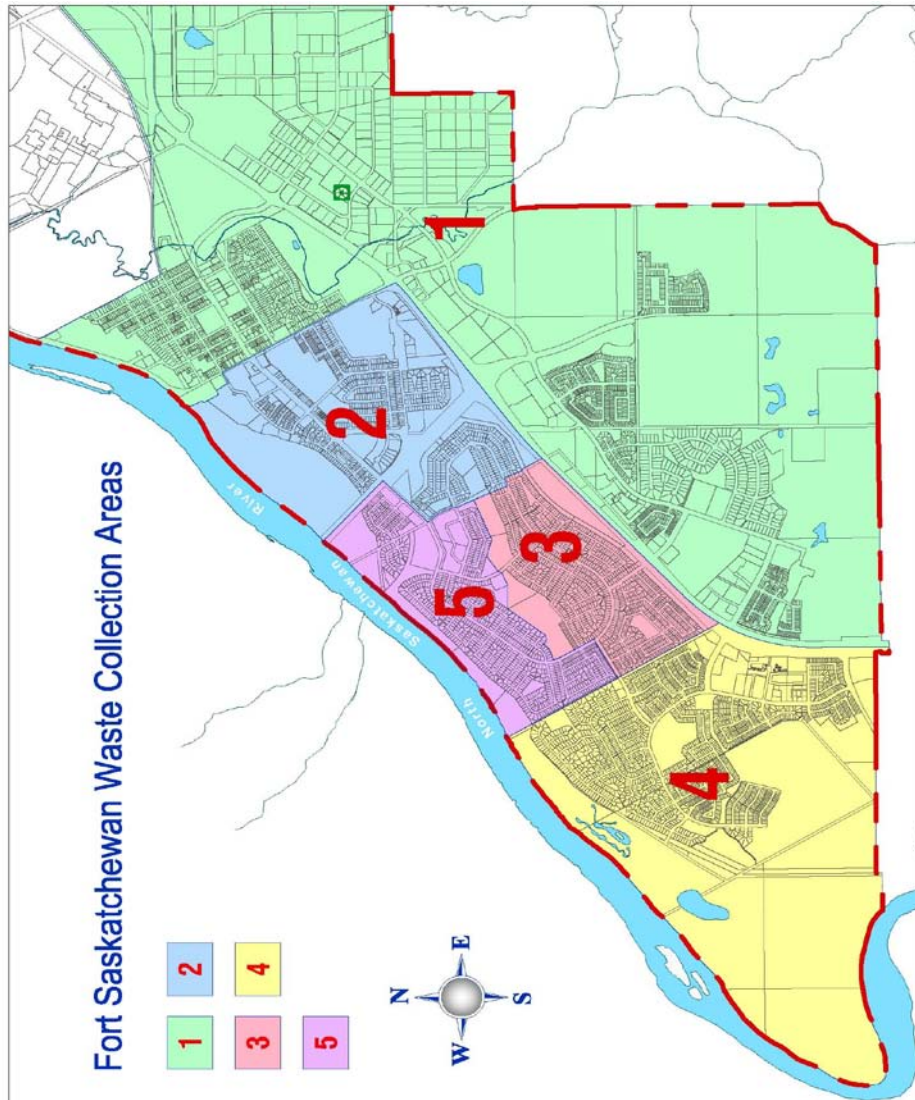 Fort Saskatchewan Waste Collection Areas
1
2
3
4
5
N
W
E
S
River
Saskatchewan
North
1
2
3
4
5